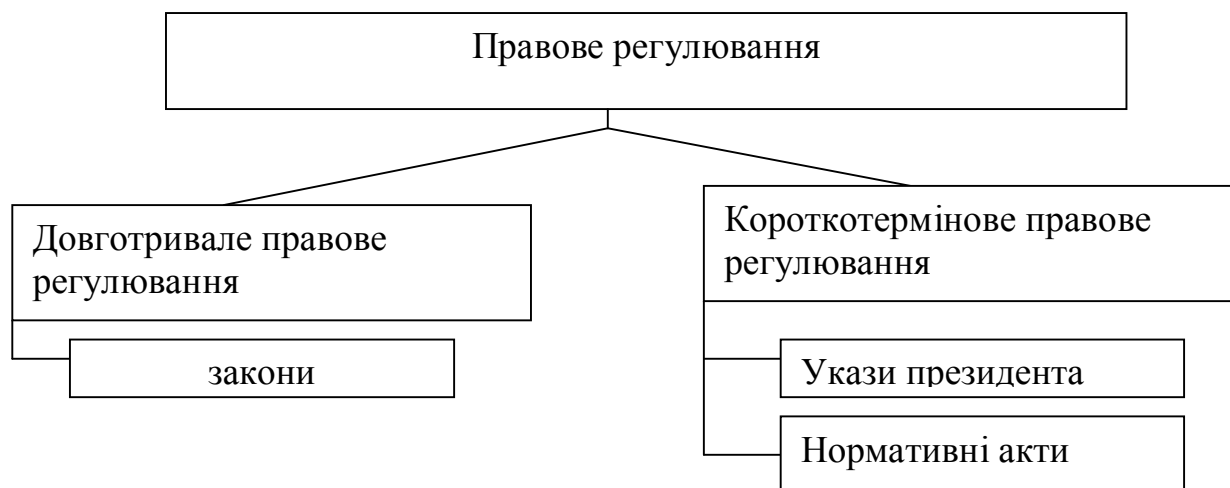 Правове регулювання
Довготривале правове
регулювання
Короткотермінове правове
регулювання
закони
Укази президента
Нормативні акти